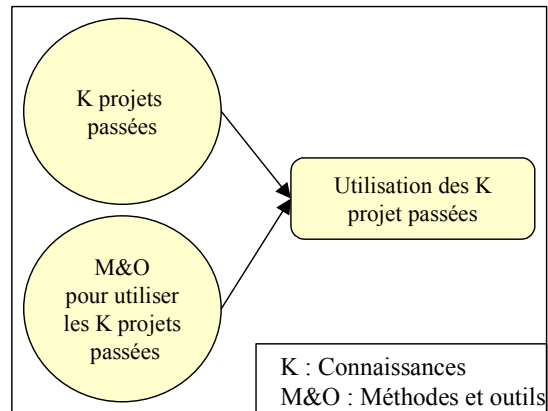 K projets
passées
Utilisation des K
projet passées
M&O
pour utiliser
les K projets
passées
K : Connaissances
M&O : Méthodes et outils